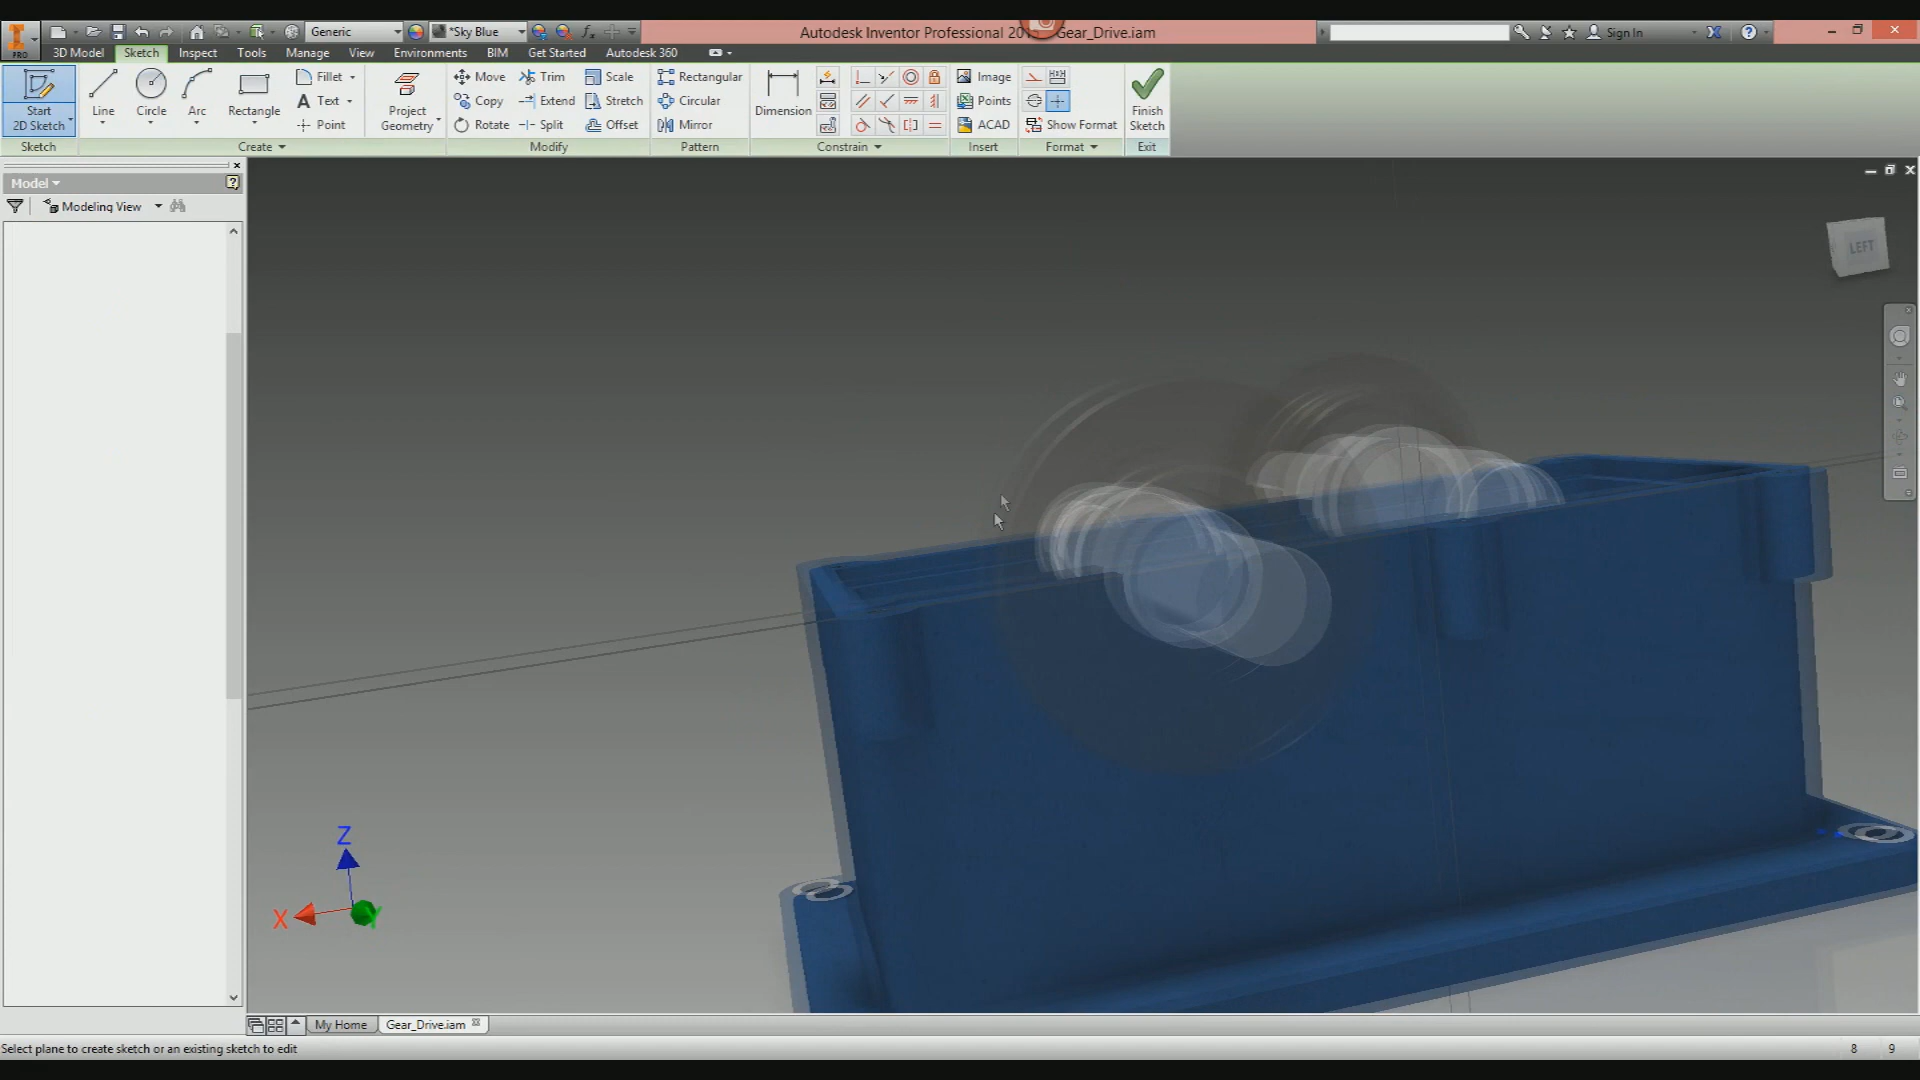 Generic
*Sky Blue
Autodesk Inventor Professional 20
Gear_Drive.iam
Sign In
PRO
3D Model
Sketch
Inspect
Tools
Manage
View
Environments
BIM
Get Started
Autodesk 360
Start
2D Sketch
Line
Circle
Arc
Rectangle
Fillet
Text
Point
Project
Geometry
Move
Copy
Rotate
Trim
Extend
Split
Scale
Stretch
Offset
Rectangular
Circular
Mirror
Dimension
Image
Points
ACAD
Show Format
Finish
Sketch
Sketch
Create
Modify
Pattern
Constrain
Insert
Format
Exit
Model
Modeling View
LEFT
Z
X
Y
My Home
Gear_Drive.iam
Select plane to create sketch or an existing sketch to edit
8
9